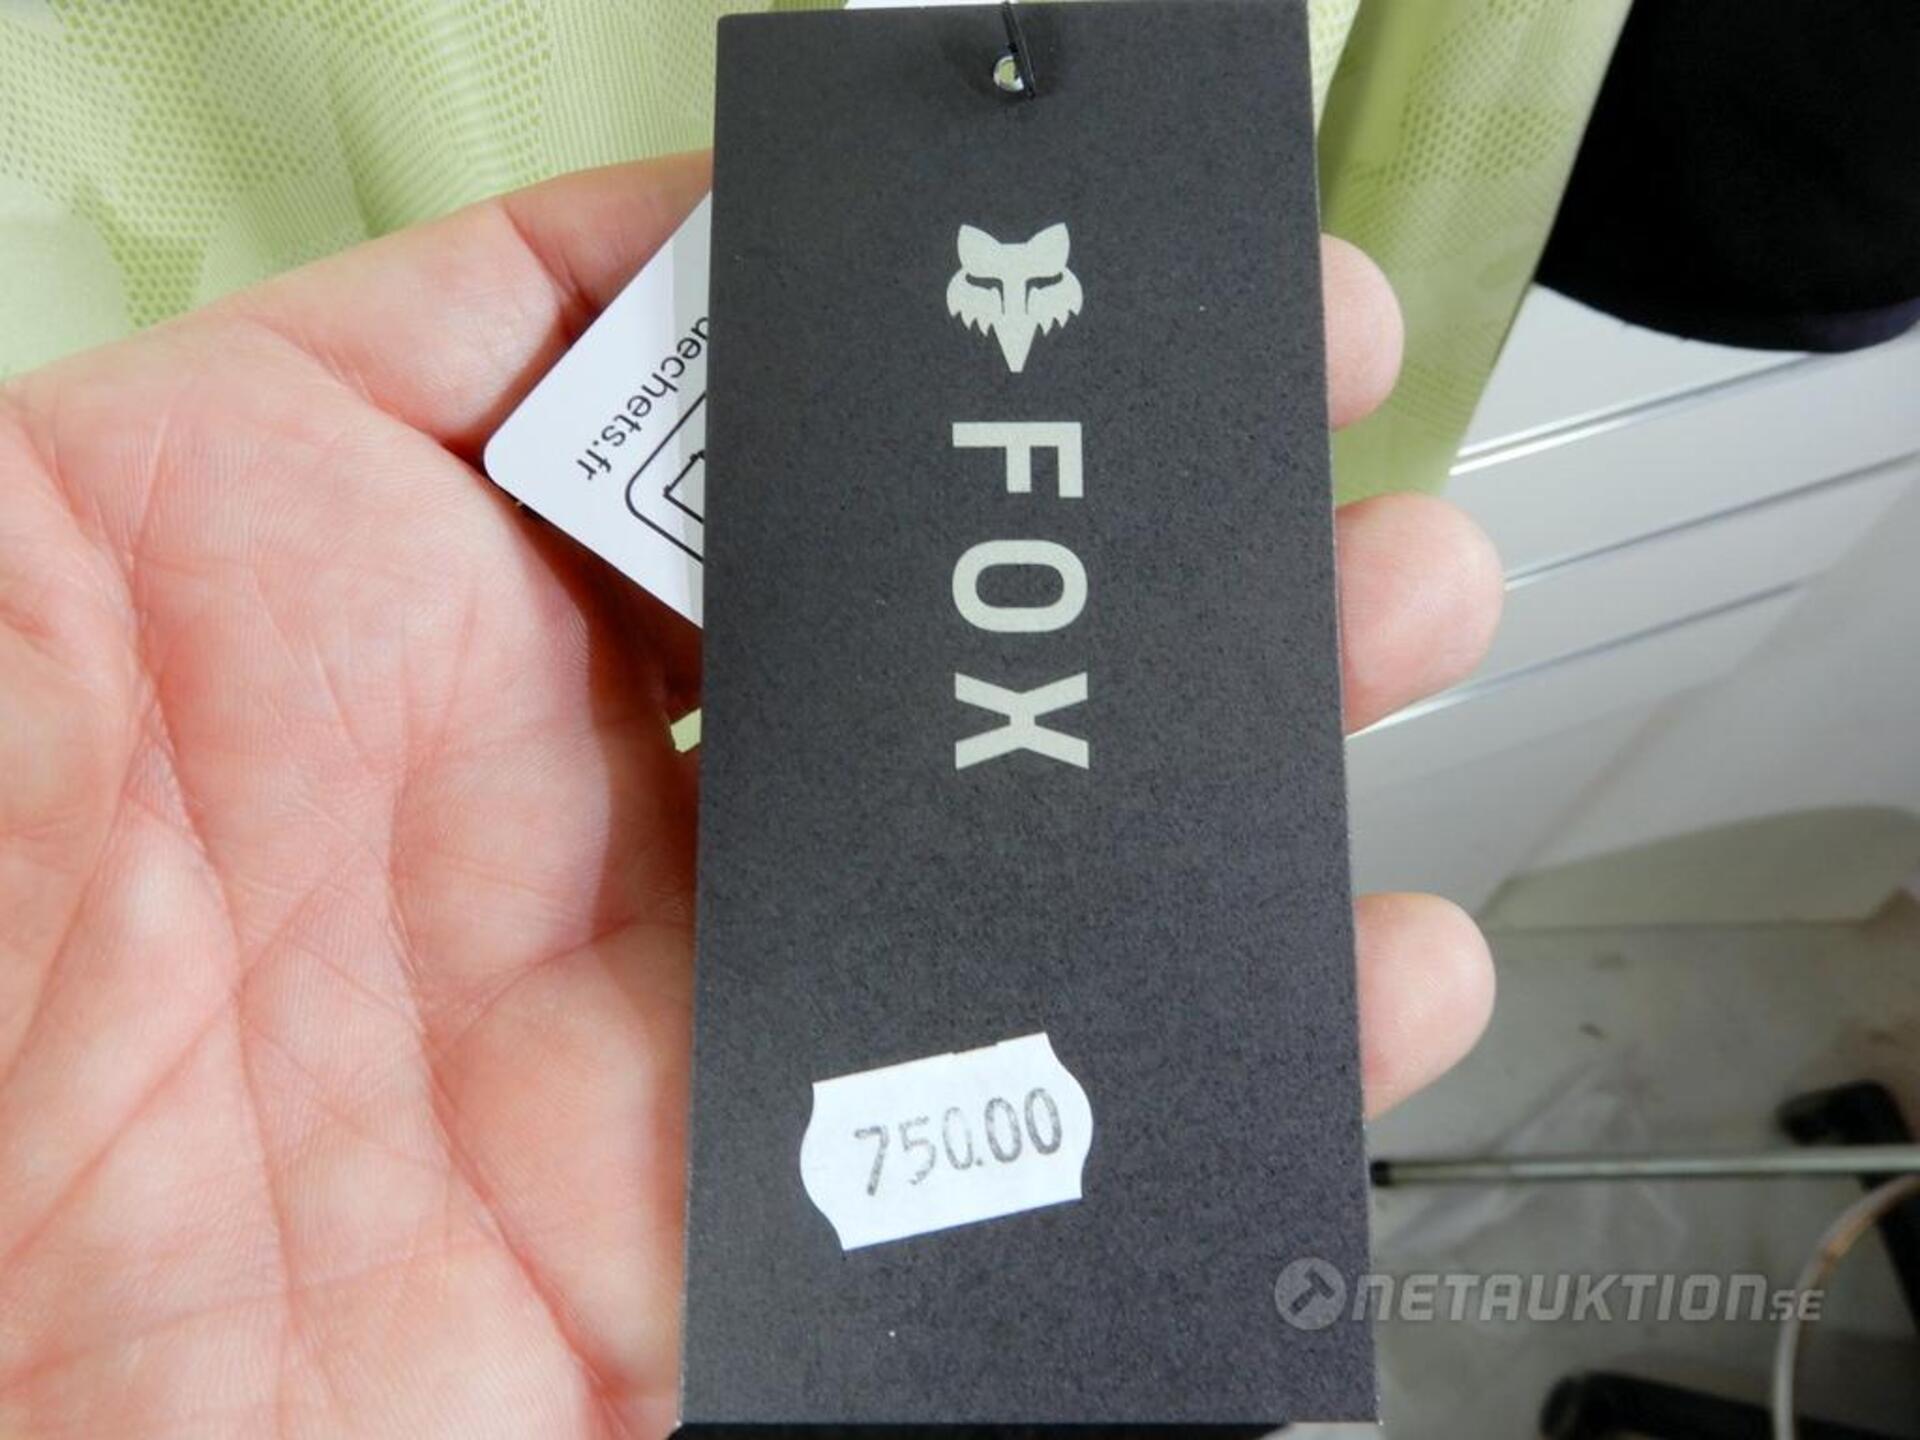 FOX
dechets.fr
750.00
NETAUKTION.SE